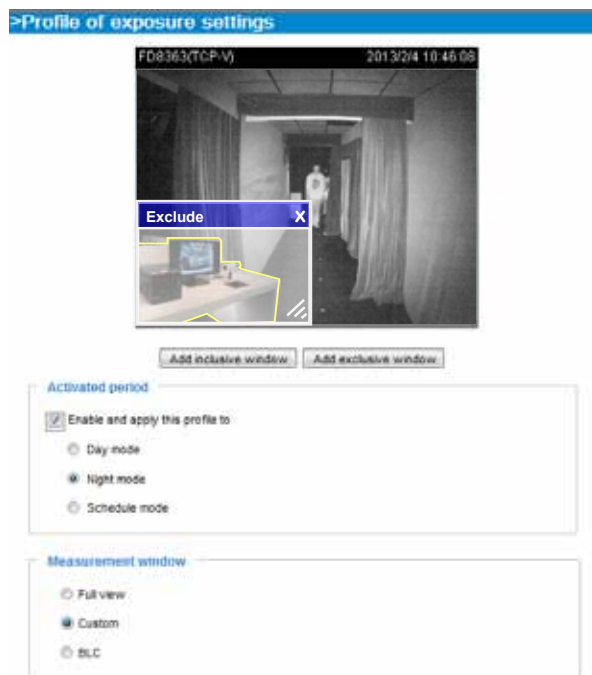 >Profile of exposure settings
FD8363(TCP-V) 2013/2/4 10:46:08
Exclude X
Add inclusive window Add exclusive window
Activated period
Enable and apply this profile to
Day mode
Night mode
Schedule mode
Measurement window
Full view
Custom
BLC